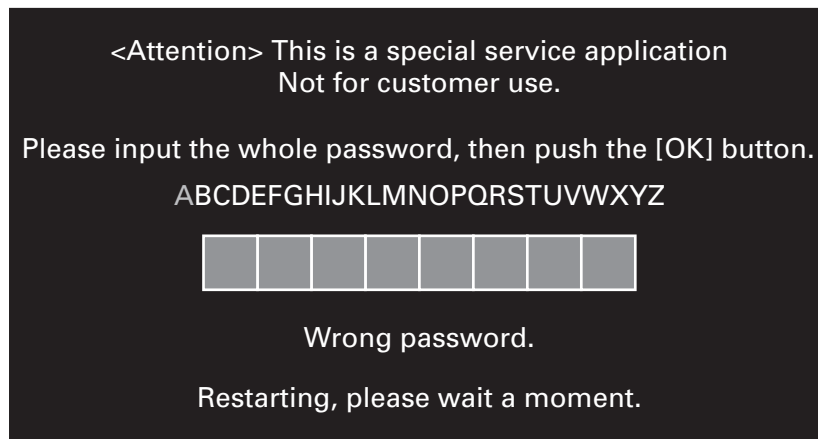 <Attention> This is a special service application
Not for customer use.
Please input the whole password, then push the [OK] button.
ABCDEFGHIJKLMNOPQRSTUVWXYZ
Wrong password.
Restarting, please wait a moment.